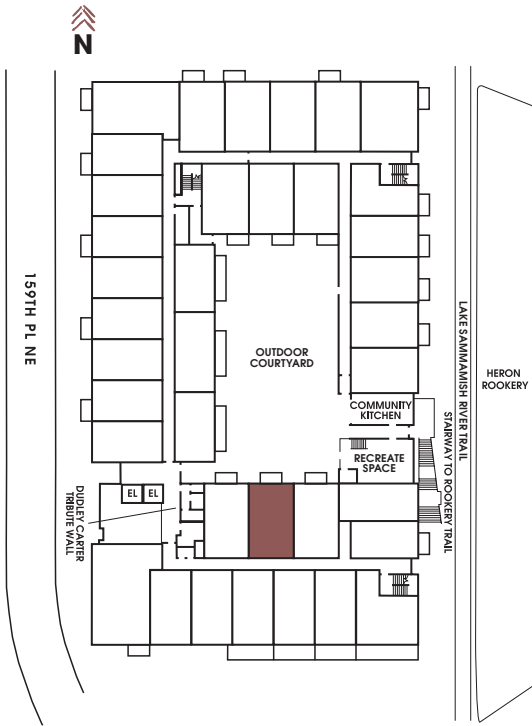 N
159TH PL NE
OUTDOOR
COURTYARD
COMMUNITY
KITCHEN
RECREATE
SPACE
LAKE SAMMAMISH RIVER TRAIL
STAIRWAY TO ROOKERY TRAIL
HERON
ROOKERY
EL EL
DUDLEY CARTER
TRIBUTE WALL